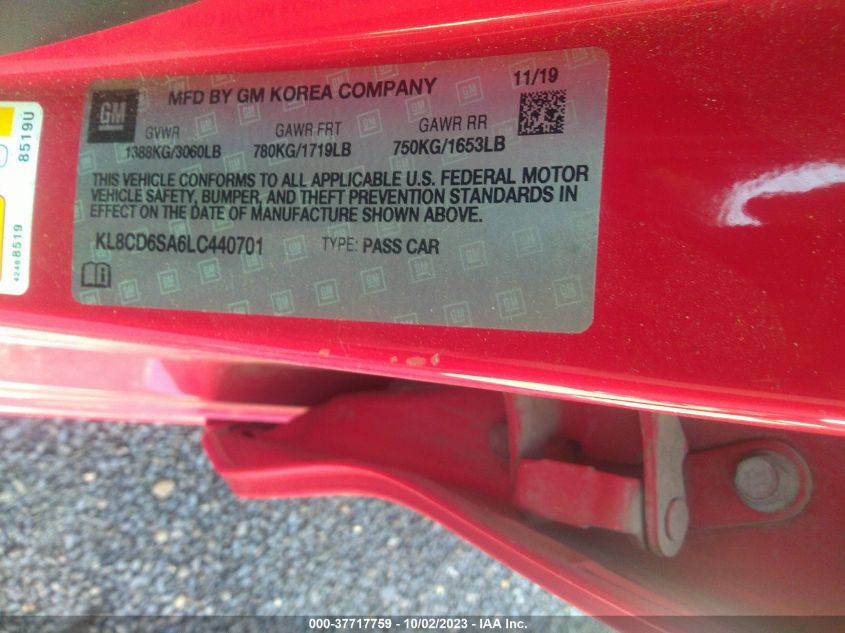 MFD BY GM KOREA COMPANY
11/19
GM
GVWR
GAWR FRT
GAWR RR
1388KG/3060LB
780KG/1719LB
750KG/1653LB
THIS VEHICLE CONFORMS TO ALL APPLICABLE U.S. FEDERAL MOTOR
VEHICLE SAFETY, BUMPER, AND THEFT PREVENTION STANDARDS IN
EFFECT ON THE DATE OF MANUFACTURE SHOWN ABOVE.
KL8CD6SA6LC440701
TYPE: PASS CAR
8519U
42468519
000-37717759 - 10/02/2023 - IAA Inc.